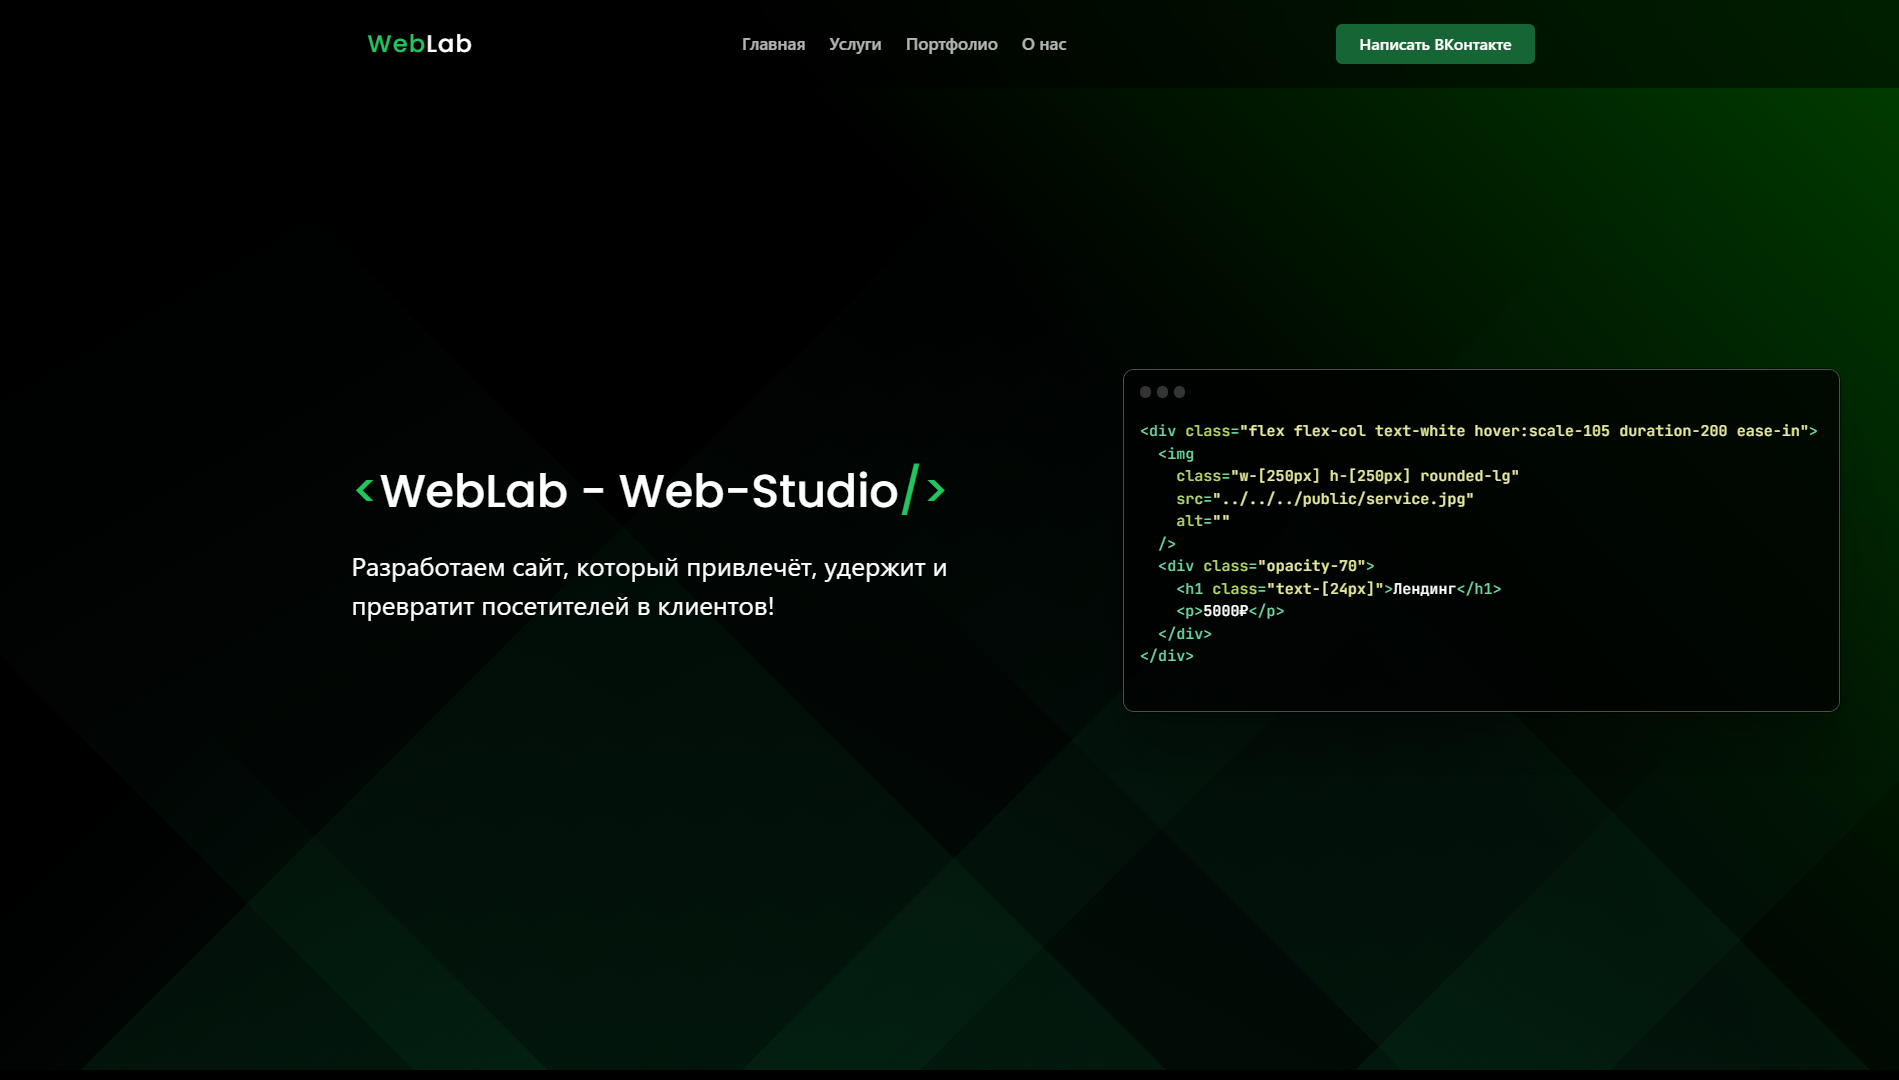 WebLab
Главная Услуги Портфолио О нас
Написать ВКонтакте
<WebLab - Web-Studio/>
Разработаем сайт, который привлечёт, удержит и
превратит посетителей в клиентов!
<div class="flex flex-col text-white hover:scale-105 duration-200 ease-in">
  <img
    class="w-[250px] h-[250px] rounded-lg"
    src="../../../public/service.jpg"
    alt=""
  />
  <div class="opacity-70">
    <h1 class="text-[24px]">Лендинг</h1>
    <p>5000₽</p>
  </div>
</div>